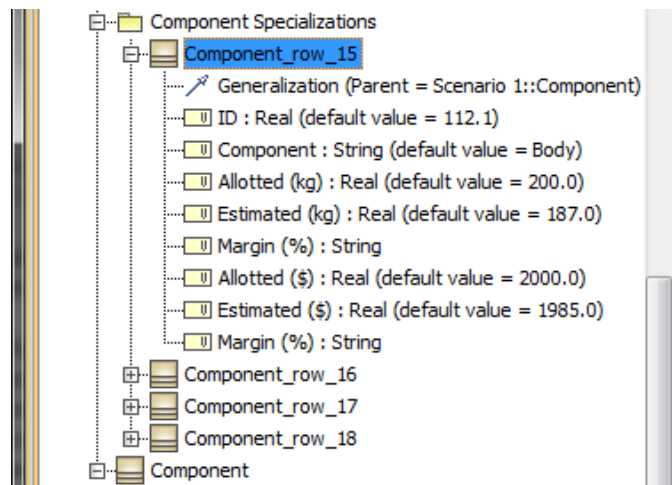 Component Specializations
Component_row_15
Generalization (Parent = Scenario 1::Component)
ID : Real (default value = 112.1)
Component : String (default value = Body)
Allotted (kg) : Real (default value = 200.0)
Estimated (kg) : Real (default value = 187.0)
Margin (%) : String
Allotted ($) : Real (default value = 2000.0)
Estimated ($) : Real (default value = 1985.0)
Margin (%) : String
Component_row_16
Component_row_17
Component_row_18
Component